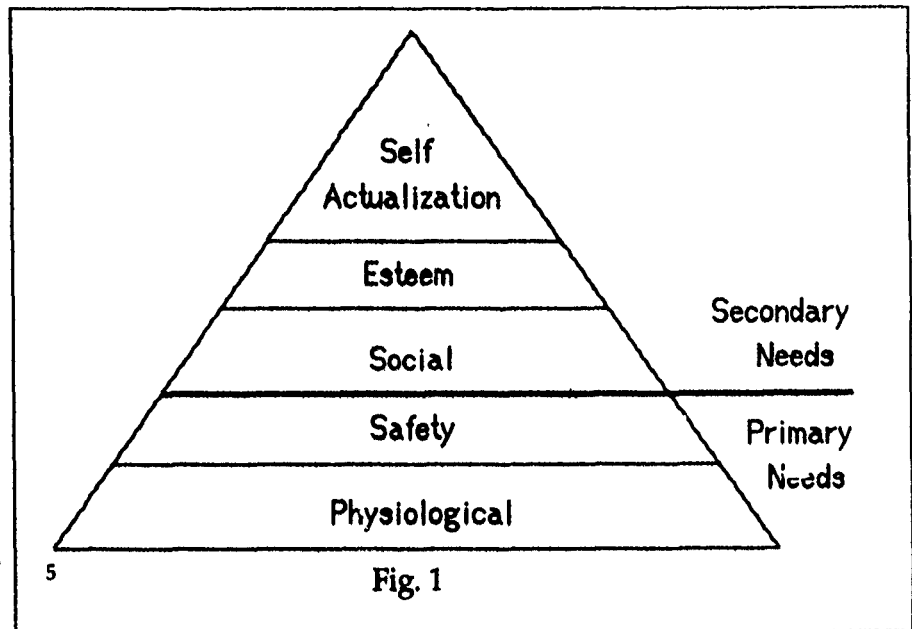 Self
Actualization
Esteem
Social
Secondary
Needs
Safety
Primary
Needs
Physiological
5
Fig. 1